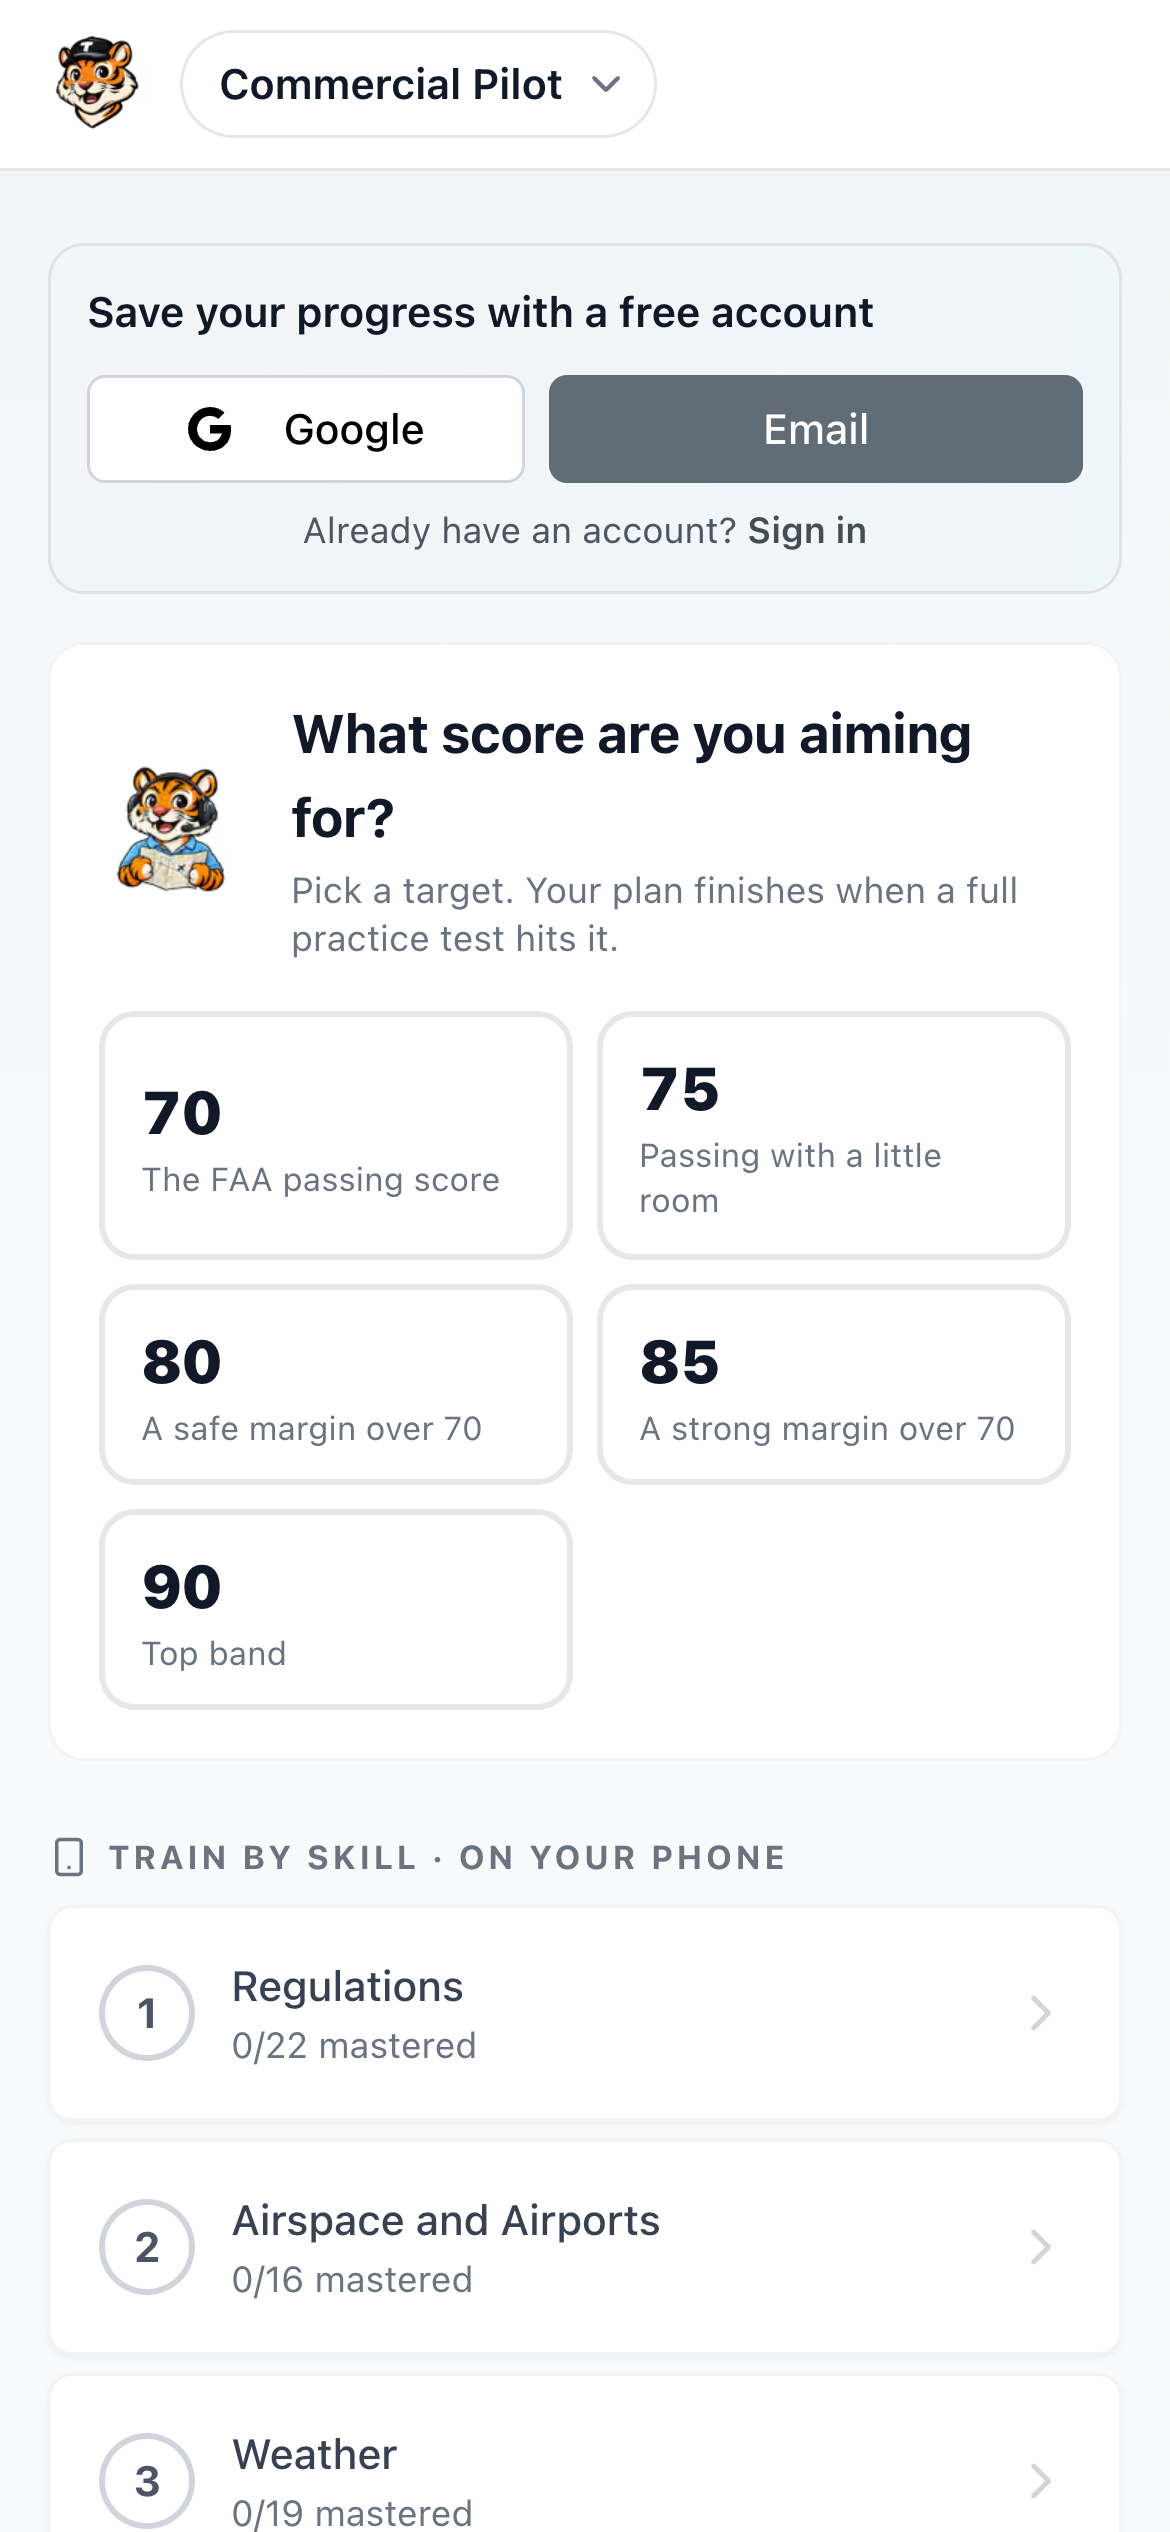 Commercial Pilot
Save your progress with a free account
Google
Email
Already have an account? Sign in
What score are you aiming
for?
Pick a target. Your plan finishes when a full
practice test hits it.
70
The FAA passing score
75
Passing with a little
room
80
A safe margin over 70
85
A strong margin over 70
90
Top band
TRAIN BY SKILL · ON YOUR PHONE
1
Regulations
0/22 mastered
2
Airspace and Airports
0/16 mastered
3
Weather
0/19 mastered